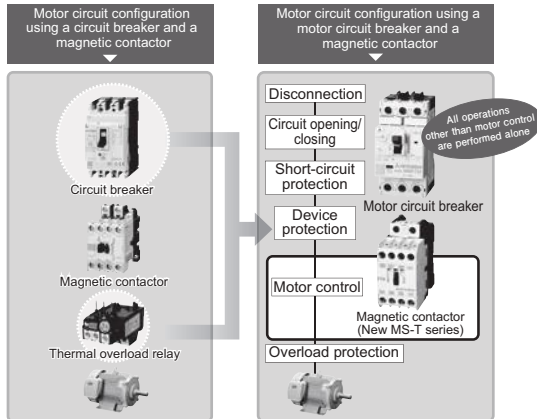 Motor circuit configuration
using a circuit breaker and a
magnetic contactor
Circuit breaker
Magnetic contactor
Thermal overload relay
Motor circuit configuration using a
motor circuit breaker and a
magnetic contactor
Disconnection
Circuit opening/
closing
Short-circuit
protection
Device
protection
Motor control
Overload protection
All operations
other than motor control
are performed alone
Motor circuit breaker
Magnetic contactor
(New MS-T series)